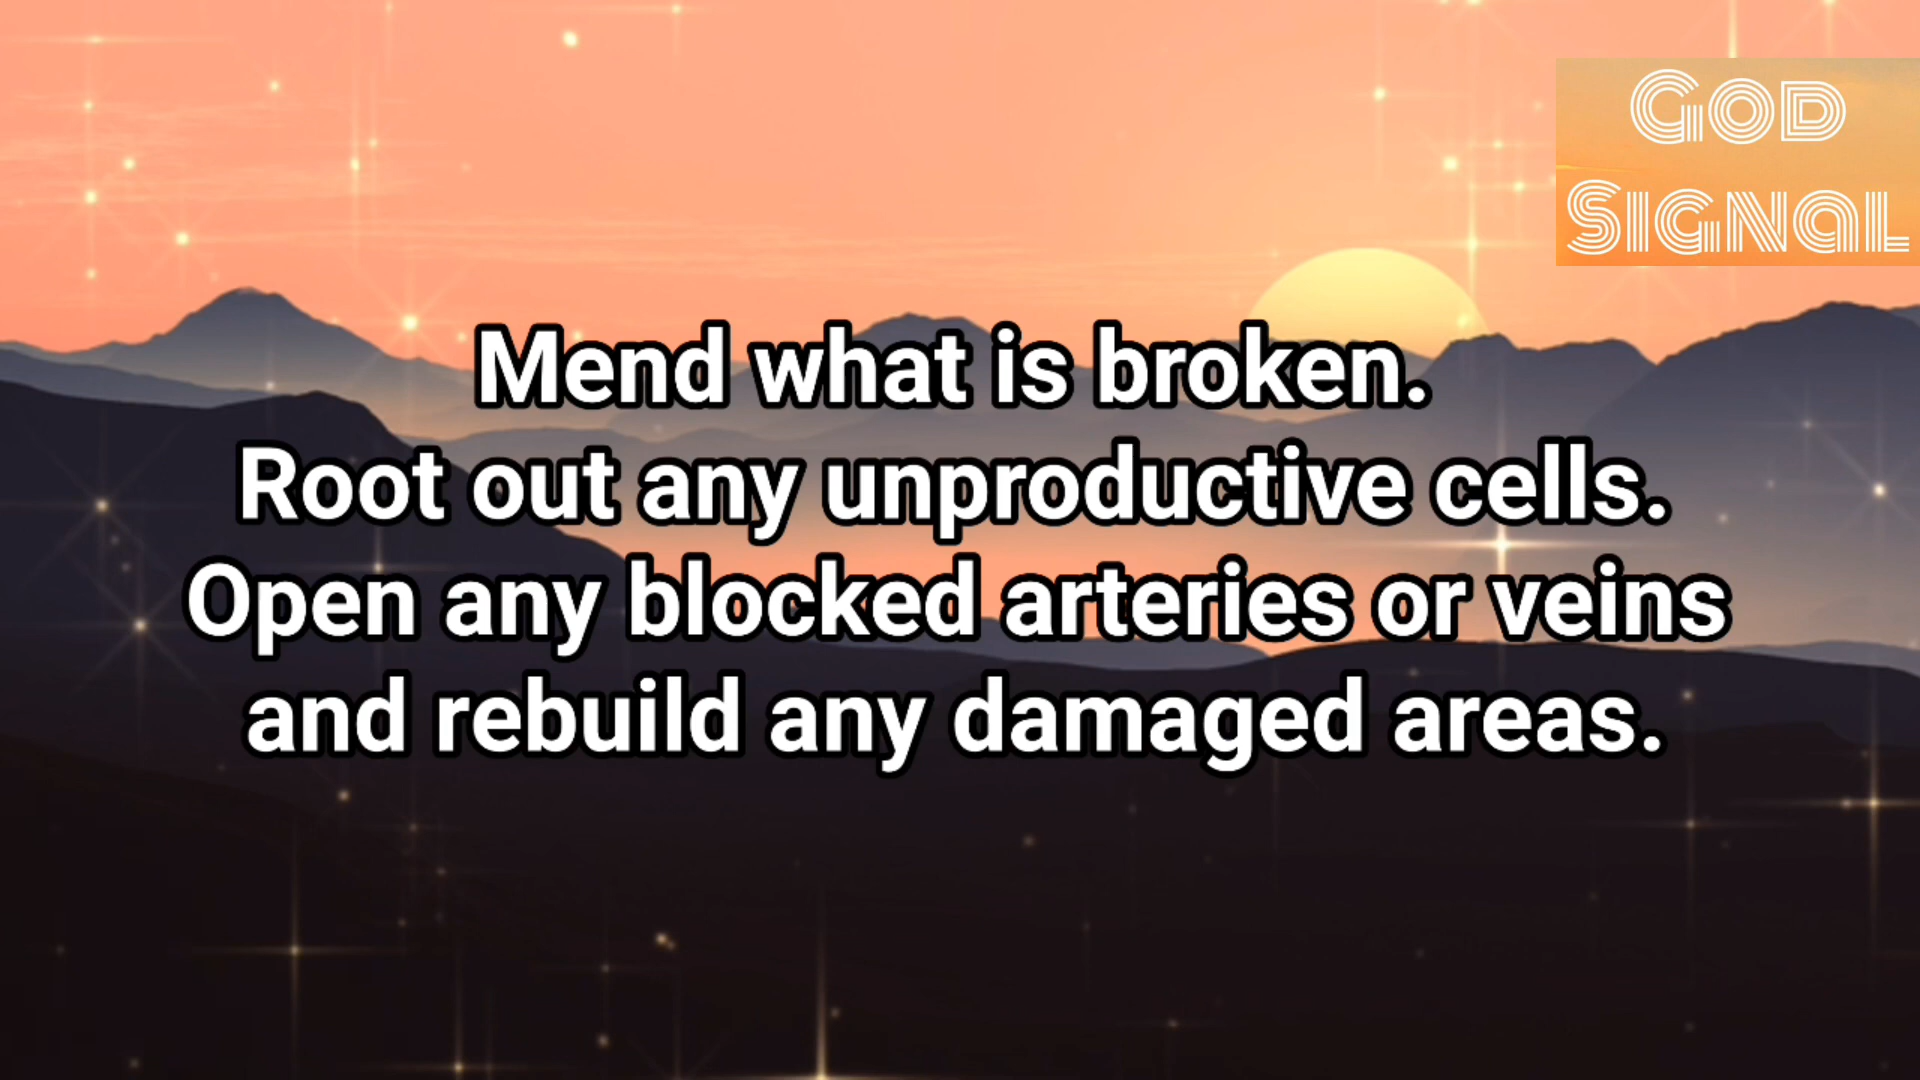 God
Signal
Mend what is broken.
Root out any unproductive cells.
Open any blocked arteries or veins
and rebuild any damaged areas.